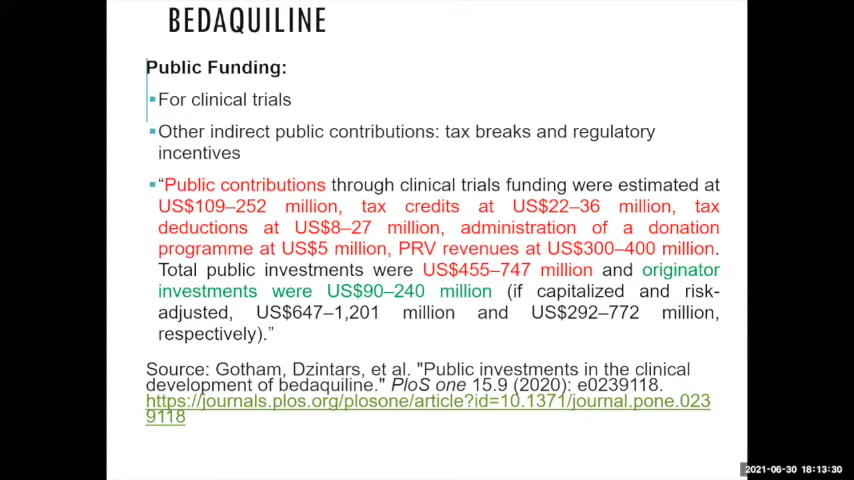 BEDAQUILINE
Public Funding:
▪For clinical trials
▪Other indirect public contributions: tax breaks and regulatory
incentives
▪“Public contributions through clinical trials funding were estimated at
US$109–252 million, tax credits at US$22–36 million, tax
deductions at US$8–27 million, administration of a donation
programme at US$5 million, PRV revenues at US$300–400 million.
Total public investments were US$455–747 million and originator
investments were US$90–240 million (if capitalized and risk-
adjusted, US$647–1,201 million and US$292–772 million,
respectively).”
Source: Gotham, Dzintars, et al. "Public investments in the clinical
development of bedaquiline." PloS one 15.9 (2020): e0239118.
https://journals.plos.org/plosone/article?id=10.1371/journal.pone.023
9118
2021-06-30 18:13:30